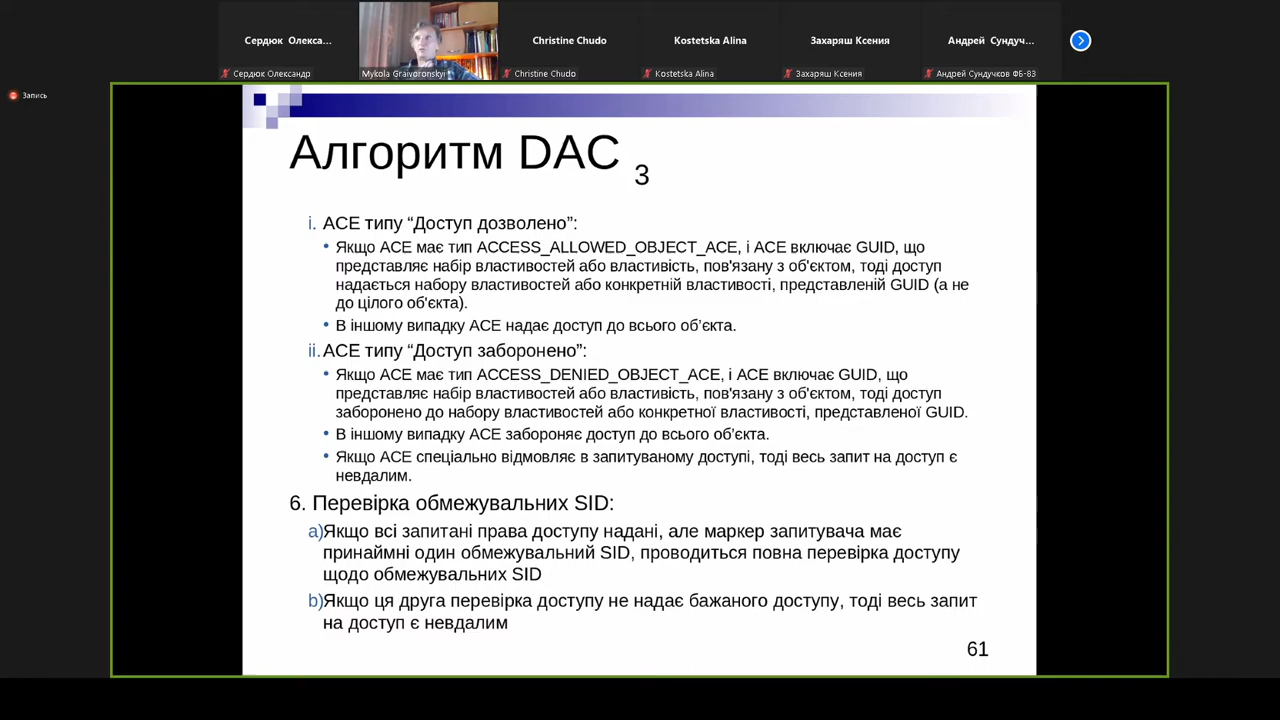 Сердюк Олекса...
Christine Chudo
Kostetska Alina
Захаряш Ксения
Андрей Сундуч...
Сердюк Олександр
Mykola Graivoronskyi
Christine Chudo
Kostetska Alina
Захаряш Ксения
Андрей Сундучков ФБ-83
Запись
Алгоритм DAC 3
i. ACE типу “Доступ дозволено”:
• Якщо ACE має тип ACCESS_ALLOWED_OBJECT_ACE, і ACE включає GUID, що
представляє набір властивостей або властивість, пов'язану з об'єктом, тоді доступ
надається набору властивостей або конкретній властивості, представленій GUID (а не
до цілого об'єкта).
• В іншому випадку ACE надає доступ до всього об’єкта.
ii. ACE типу “Доступ заборонено”:
• Якщо ACE має тип ACCESS_DENIED_OBJECT_ACE, і ACE включає GUID, що
представляє набір властивостей або властивість, пов'язану з об'єктом, тоді доступ
заборонено до набору властивостей або конкретної властивості, представленої GUID.
• В іншому випадку ACE забороняє доступ до всього об’єкта.
• Якщо ACE спеціально відмовляє в запитуваному доступі, тоді весь запит на доступ є
невдалим.
6. Перевірка обмежувальних SID:
a)Якщо всі запитані права доступу надані, але маркер запитувача має
принаймні один обмежувальний SID, проводиться повна перевірка доступу
щодо обмежувальних SID
b)Якщо ця друга перевірка доступу не надає бажаного доступу, тоді весь запит
на доступ є невдалим
61